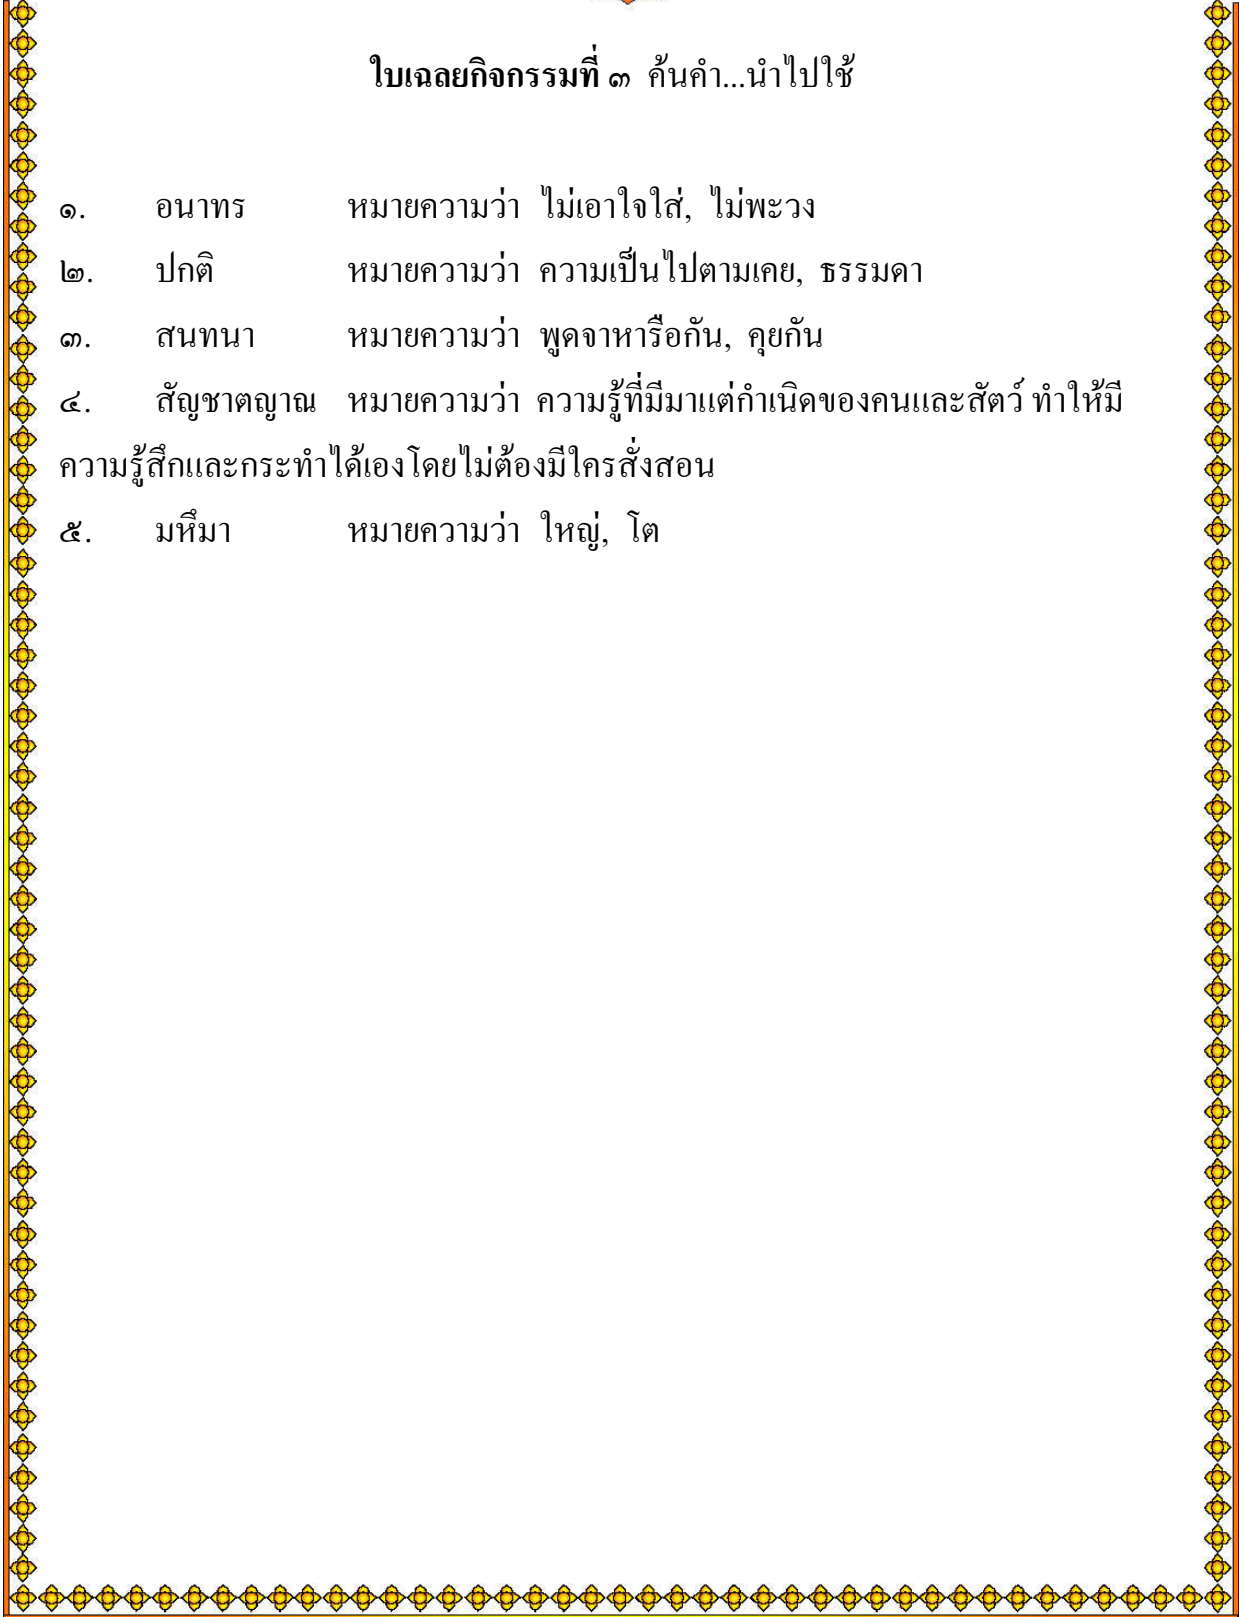 ใบเฉลยกิจกรรมที่ ๓ ค้นคำ...นำไปใช้
๑. อนาทร หมายความว่า ไม่เอาใจใส่, ไม่พะวง
๒. ปกติ หมายความว่า ความเป็นไปตามเคย, ธรรมดา
๓. สนทนา หมายความว่า พูดจาหารือกัน, คุยกัน
๔. สัญชาตญาณ หมายความว่า ความรู้ที่มีมาแต่กำเนิดของคนและสัตว์ ทำให้มี
ความรู้สึกและกระทำได้เองโดยไม่ต้องมีใครสั่งสอน
๕. มหึมา หมายความว่า ใหญ่, โต